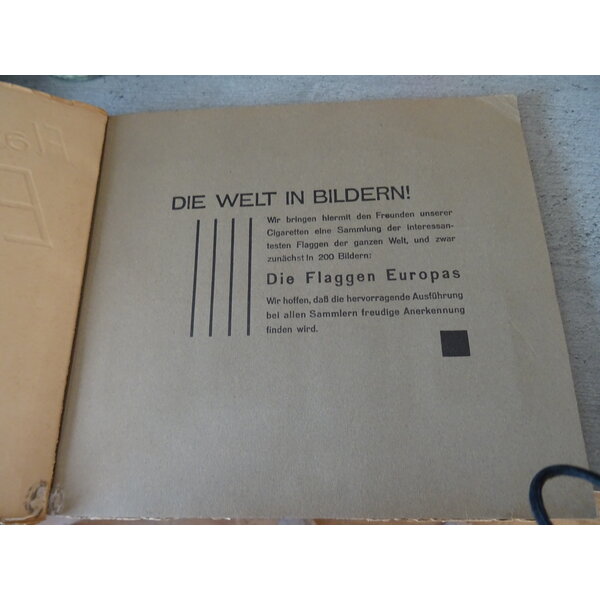 DIE WELT IN BILDERN!
Wir bringen hiermit den Freunden unserer
Cigaretten eine Sammlung der interessan-
testen Flaggen der ganzen Welt, und zwar
zunächst in 200 Bildern:
Die Flaggen Europas
Wir hoffen, daß die hervorragende Ausführung
bei allen Sammlern freudige Anerkennung
finden wird.